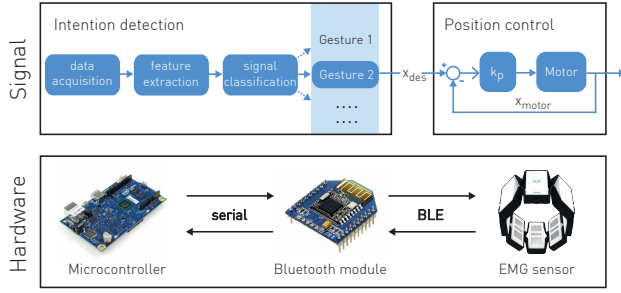 Signal
Intention detection
data acquisition
feature extraction
signal classification
Gesture 1
Gesture 2
....
....
x_des
Position control
+
-
k_p
Motor
x_motor
Hardware
serial
BLE
Microcontroller
Bluetooth module
EMG sensor